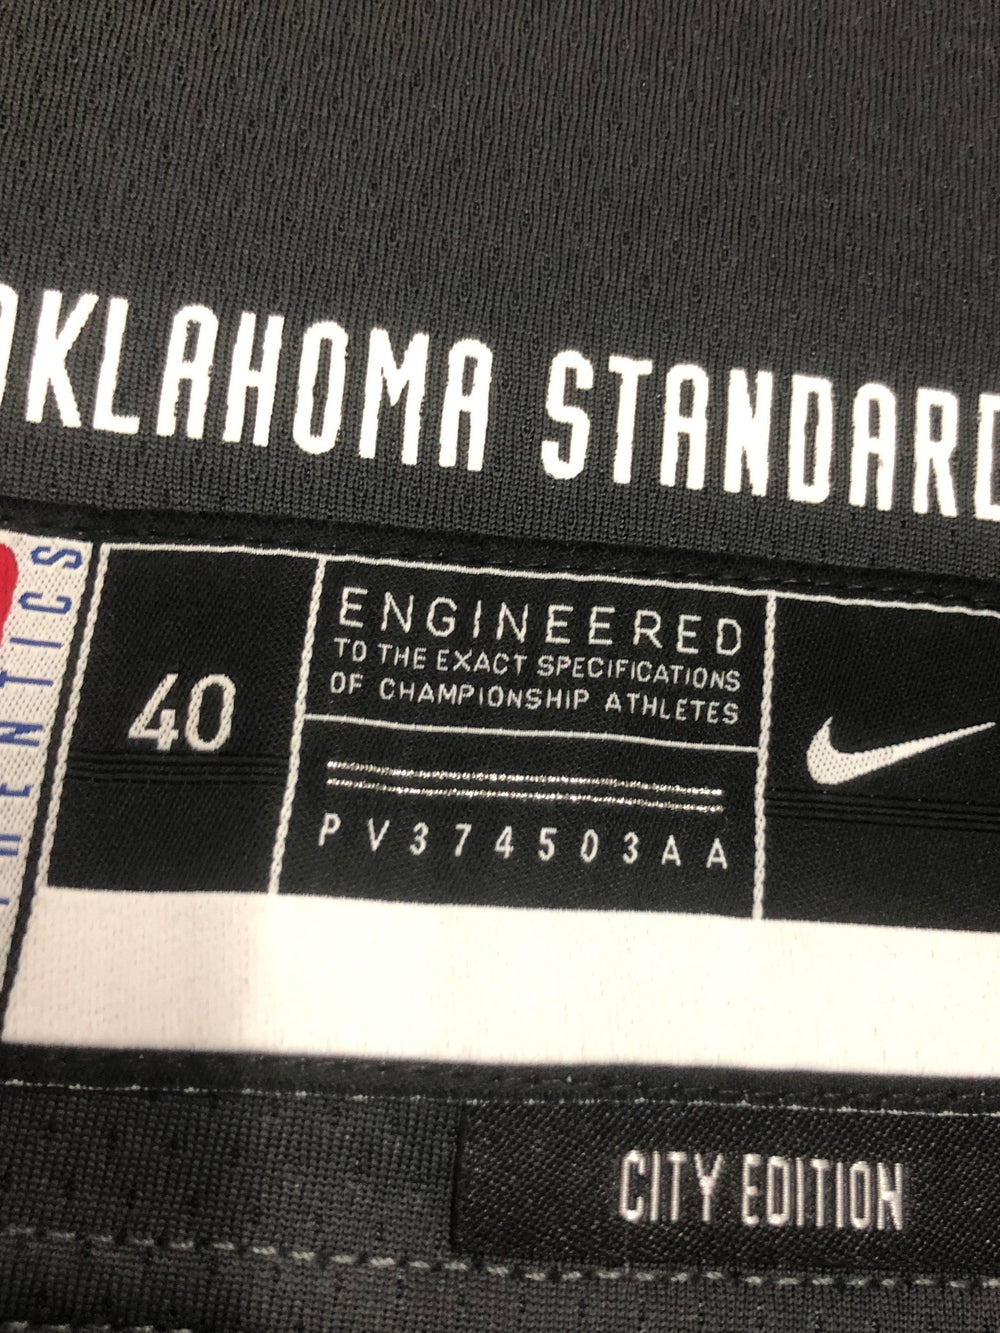 OKLAHOMA STANDARD
40
ENGINEERED
TO THE EXACT SPECIFICATIONS
OF CHAMPIONSHIP ATHLETES
PV374503AA
CITY EDITION